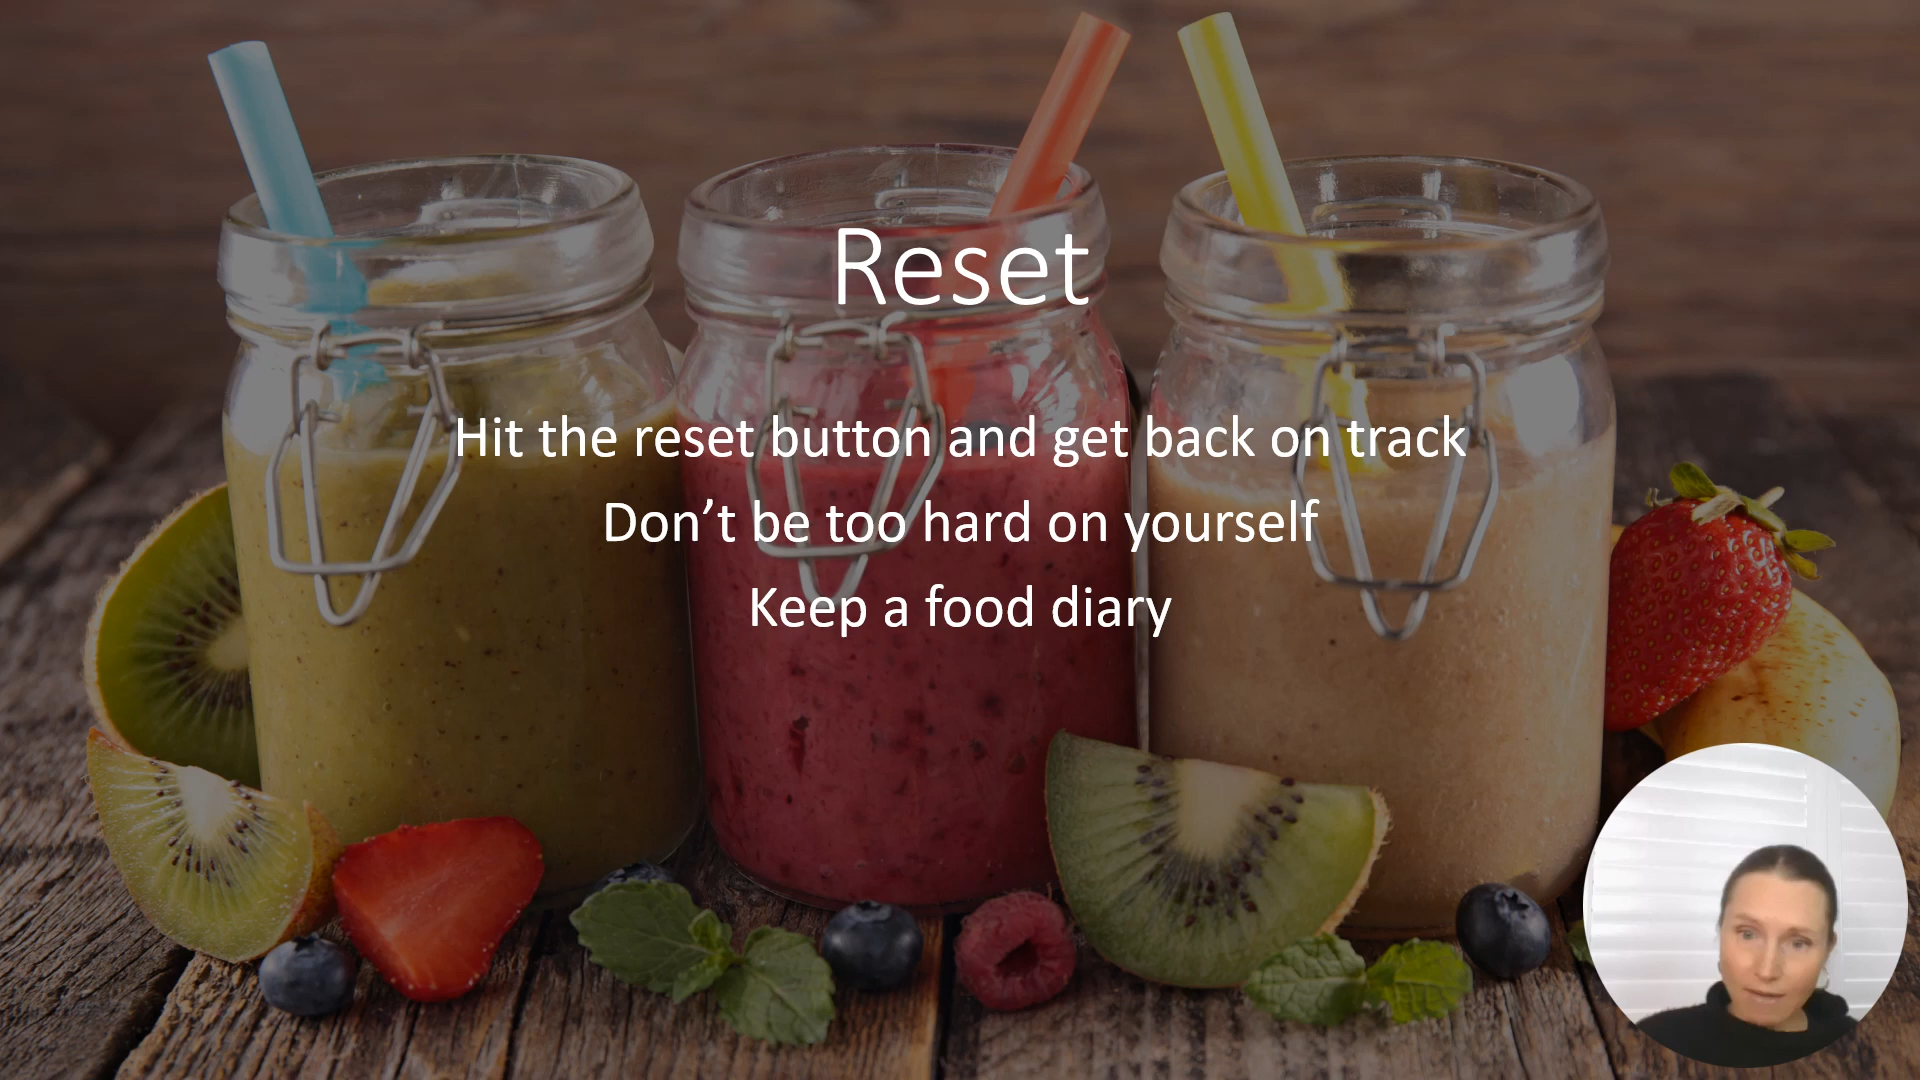 Reset
Hit the reset button and get back on track
Don’t be too hard on yourself
Keep a food diary